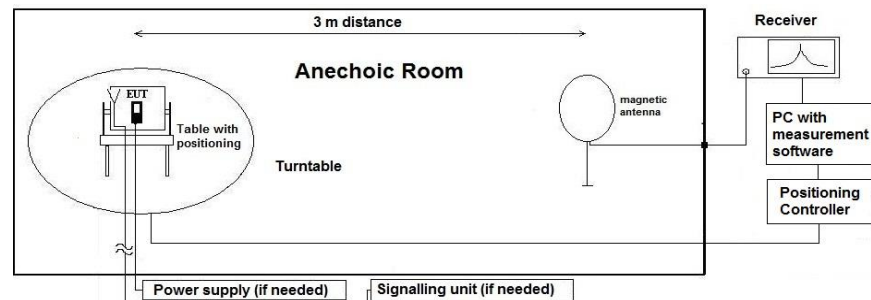 3 m distance
Receiver
Anechoic Room
EUT
magnetic
antenna
Table with
positioning
PC with
measurement
software
Turntable
Positioning
Controller
Power supply (if needed)
Signalling unit (if needed)